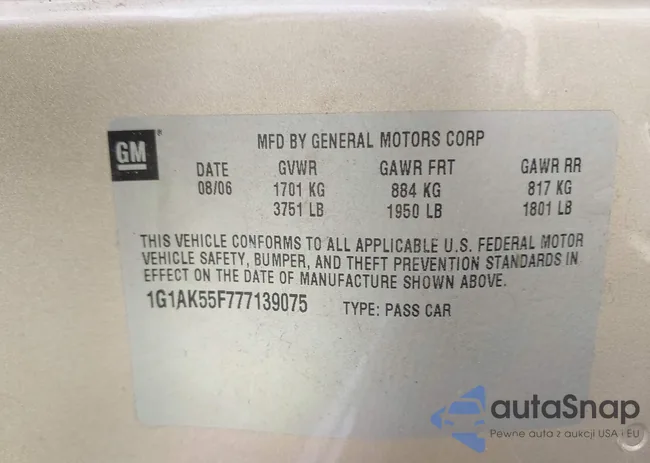 GM
MFD BY GENERAL MOTORS CORP
DATE GVWR GAWR FRT GAWR RR
08/06 1701 KG 884 KG 817 KG
3751 LB 1950 LB 1801 LB
THIS VEHICLE CONFORMS TO ALL APPLICABLE U.S. FEDERAL MOTOR
VEHICLE SAFETY, BUMPER, AND THEFT PREVENTION STANDARDS IN
EFFECT ON THE DATE OF MANUFACTURE SHOWN ABOVE.
1G1AK55F777139075 TYPE: PASS CAR
autaSnap
Pewne auta z aukcji USA i EU